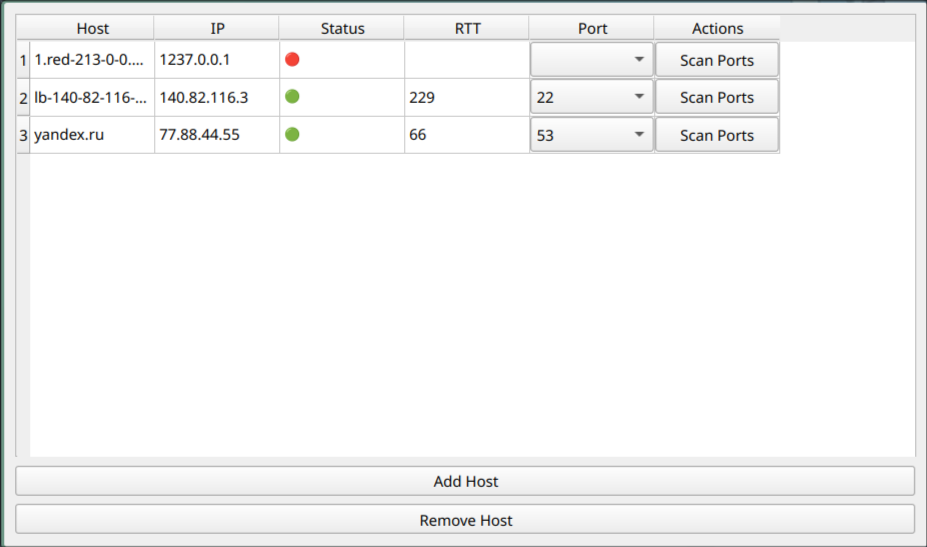 Host IP Status RTT Port Actions
1 1.red-213-0-0.... 1237.0.0.1 Scan Ports
2 lb-140-82-116-... 140.82.116.3 229 22 Scan Ports
3 yandex.ru 77.88.44.55 66 53 Scan Ports
Add Host
Remove Host